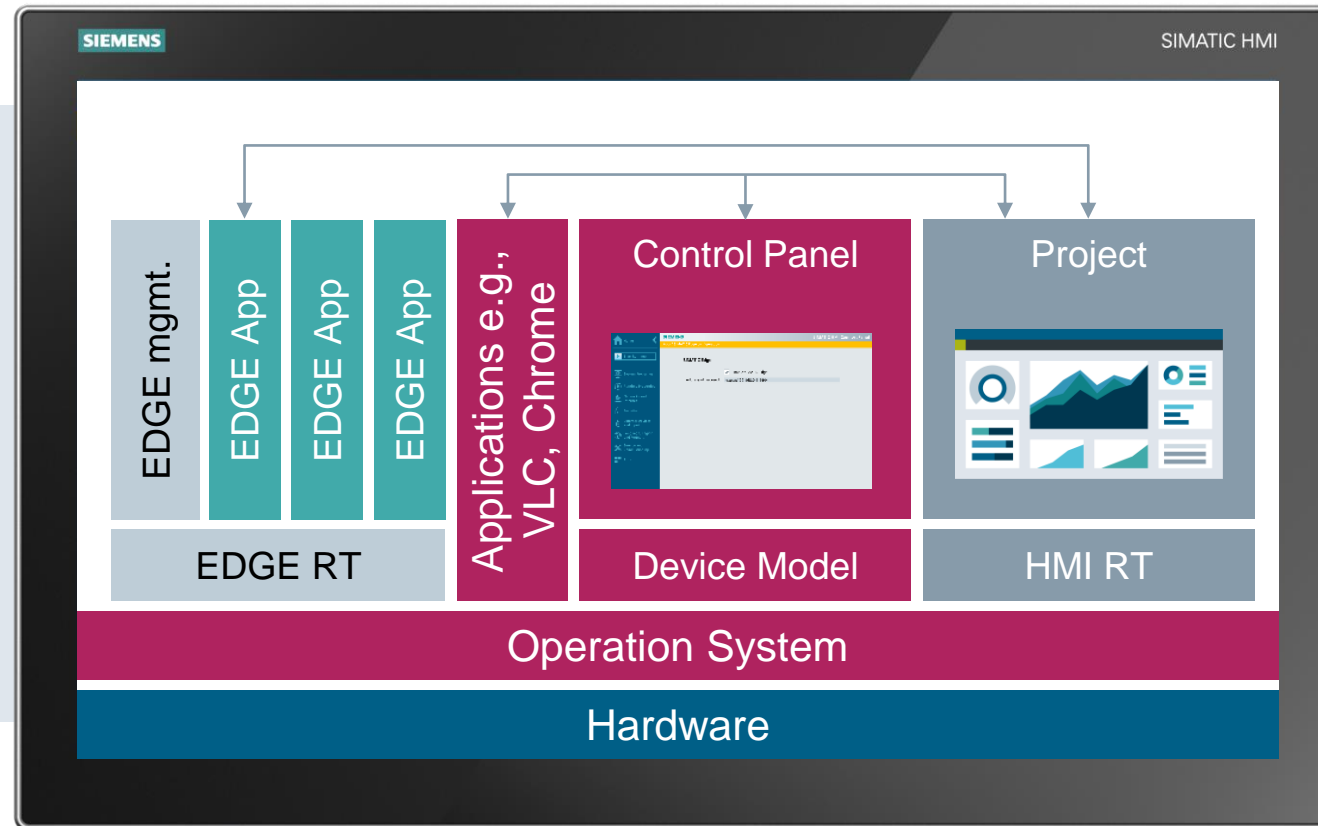 SIEMENS
SIMATIC HMI
EDGE mgmt.
EDGE App
EDGE App
EDGE App
Applications e.g.,
VLC, Chrome
Control Panel
Project
EDGE RT
Device Model
HMI RT
Operation System
Hardware